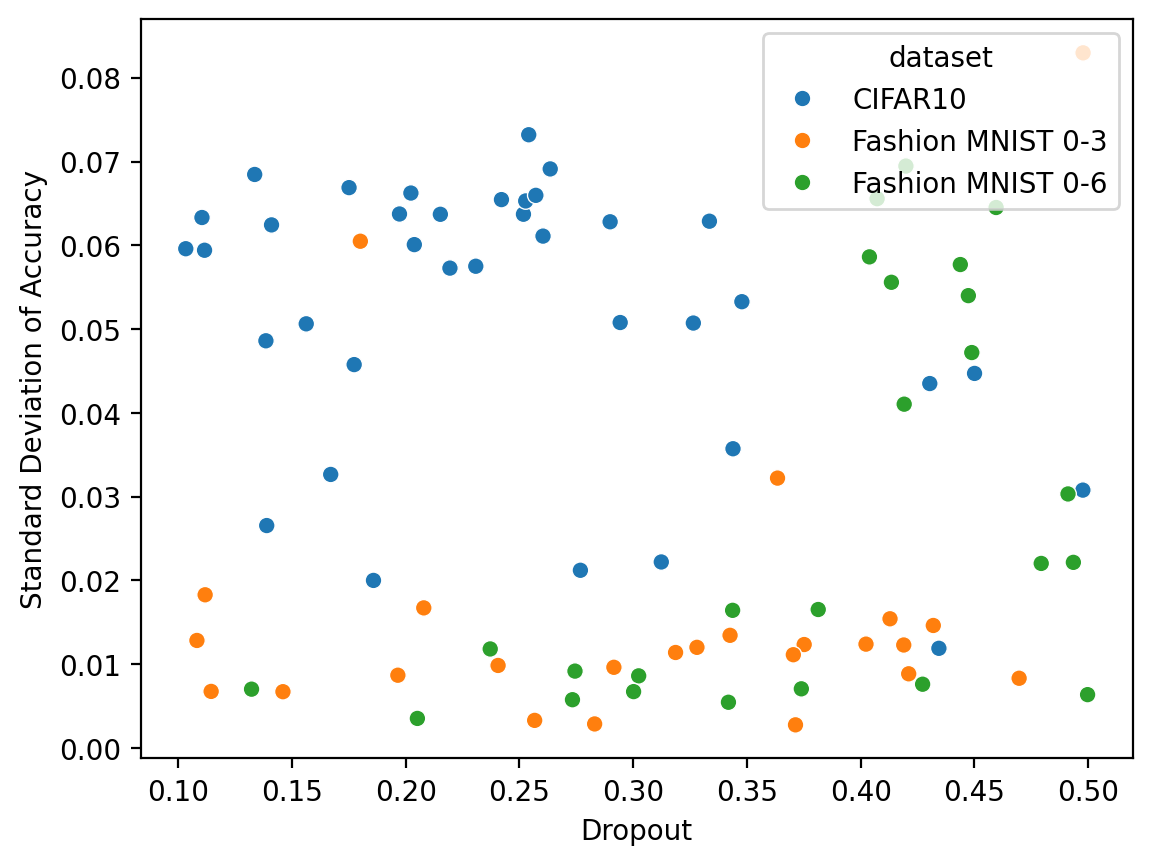 dataset
CIFAR10
Fashion MNIST 0-3
Fashion MNIST 0-6
Standard Deviation of Accuracy
0.08
0.07
0.06
0.05
0.04
0.03
0.02
0.01
0.00
0.10 0.15 0.20 0.25 0.30 0.35 0.40 0.45 0.50
Dropout